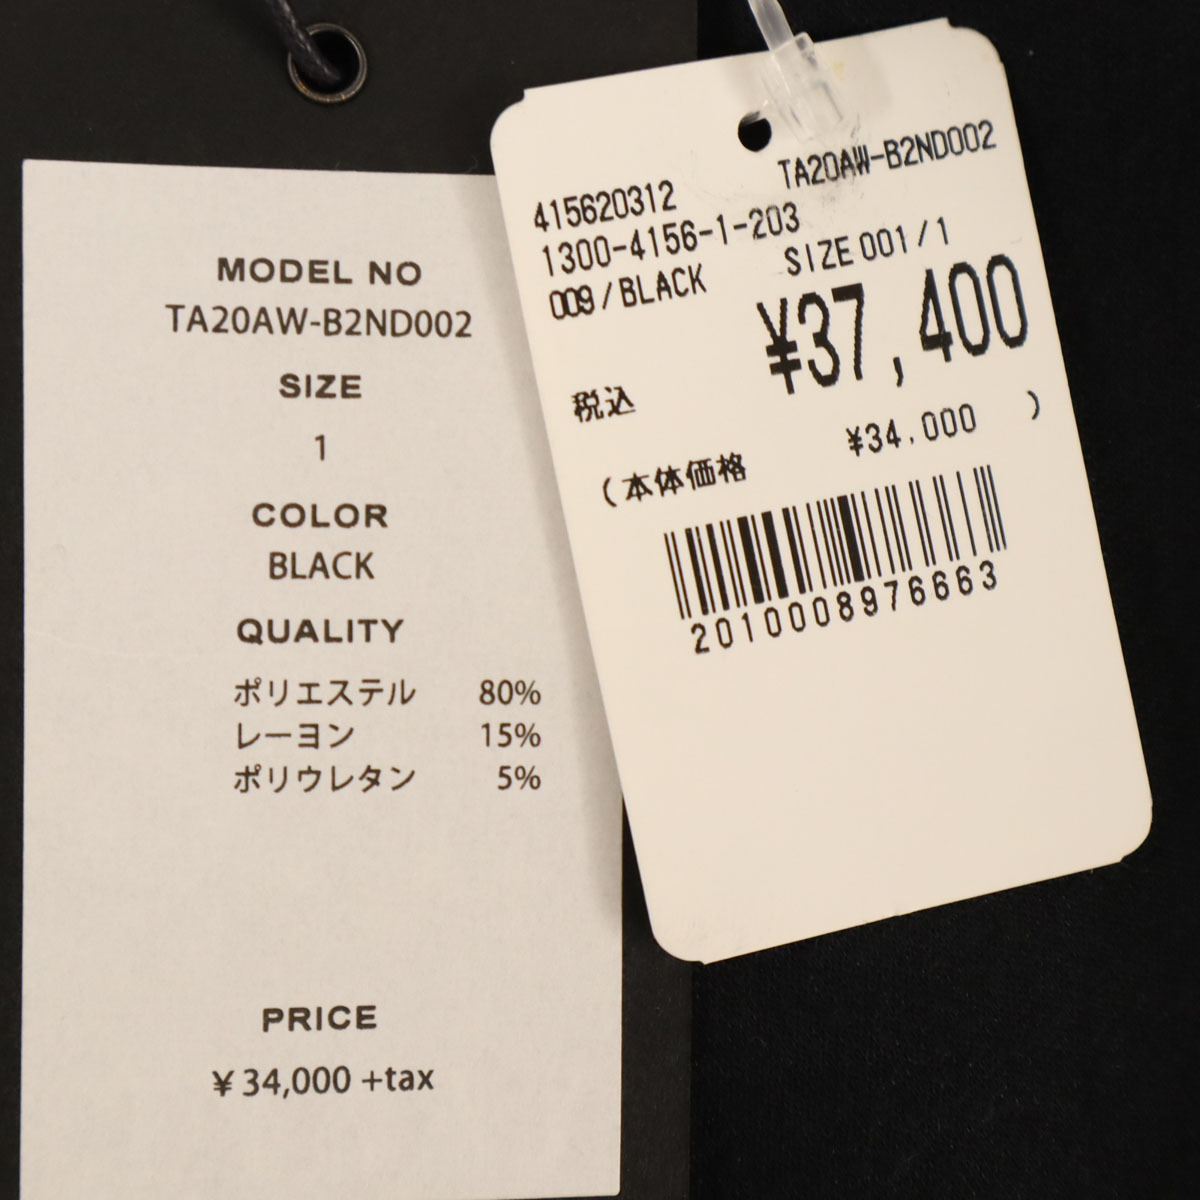 MODEL NO
TA20AW-B2ND002
SIZE
1
COLOR
BLACK
QUALITY
ポリエステル 80%
レーヨン 15%
ポリウレタン 5%
PRICE
¥34,000 +tax
TA20AW-B2ND002
415620312
1300-4156-1-203
009/BLACK SIZE 001/1
¥37,400
税込
(本体価格 ¥34.000 )
2010008976663